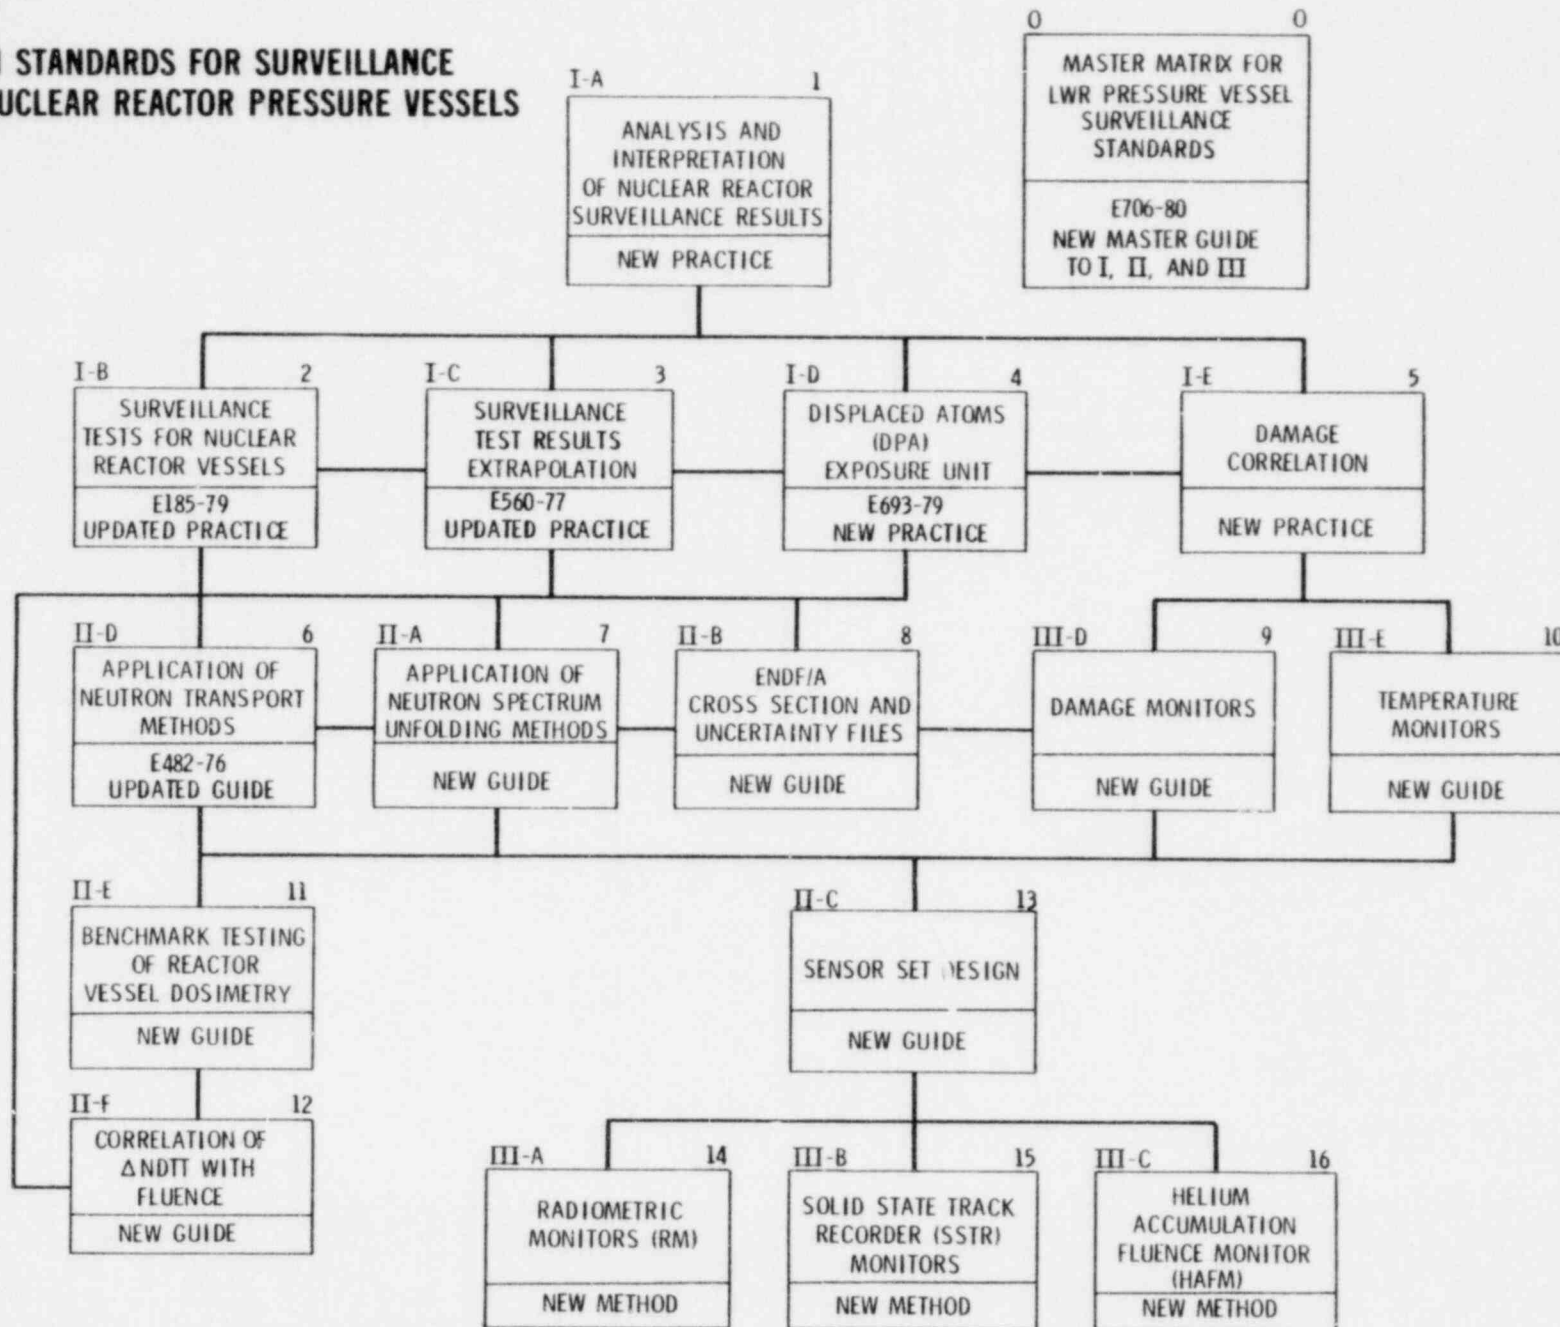 STANDARDS FOR SURVEILLANCE
NUCLEAR REACTOR PRESSURE VESSELS
0 0
MASTER MATRIX FOR
LWR PRESSURE VESSEL
SURVEILLANCE
STANDARDS
E706-80
NEW MASTER GUIDE
TO I, II, AND III
I-A 1
ANALYSIS AND
INTERPRETATION
OF NUCLEAR REACTOR
SURVEILLANCE RESULTS
NEW PRACTICE
I-B 2
SURVEILLANCE
TESTS FOR NUCLEAR
REACTOR VESSELS
E185-79
UPDATED PRACTICE
I-C 3
SURVEILLANCE
TEST RESULTS
EXTRAPOLATION
E560-77
UPDATED PRACTICE
I-D 4
DISPLACED ATOMS
(DPA)
EXPOSURE UNIT
E693-79
NEW PRACTICE
I-E 5
DAMAGE
CORRELATION
NEW PRACTICE
II-D 6
APPLICATION OF
NEUTRON TRANSPORT
METHODS
E482-76
UPDATED GUIDE
II-A 7
APPLICATION OF
NEUTRON SPECTRUM
UNFOLDING METHODS
NEW GUIDE
II-B 8
ENDF/A
CROSS SECTION AND
UNCERTAINTY FILES
NEW GUIDE
III-D 9
DAMAGE MONITORS
NEW GUIDE
III-E 10
TEMPERATURE
MONITORS
NEW GUIDE
II-E 11
BENCHMARK TESTING
OF REACTOR
VESSEL DOSIMETRY
NEW GUIDE
II-F 12
CORRELATION OF
ΔNDTT WITH
FLUENCE
NEW GUIDE
II-C 13
SENSOR SET DESIGN
NEW GUIDE
III-A 14
RADIOMETRIC
MONITORS (RM)
NEW METHOD
III-B 15
SOLID STATE TRACK
RECORDER (SSTR)
MONITORS
NEW METHOD
III-C 16
HELIUM
ACCUMULATION
FLUENCE MONITOR
(HAFM)
NEW METHOD